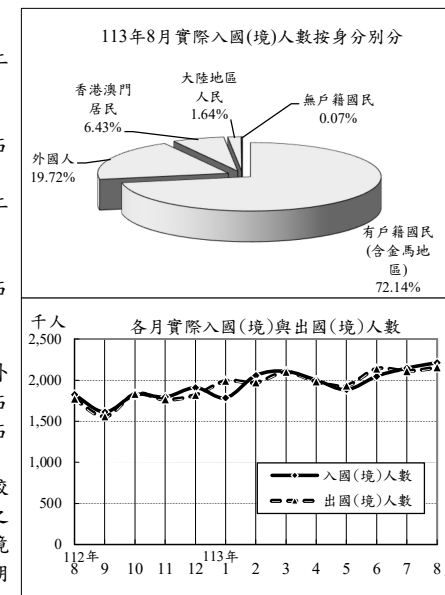 113年8月實際入國(境)人數按身分別分
大陸地區
人民
1.64%
無戶籍國民
0.07%
香港澳門
居民
6.43%
外國人
19.72%
有戶籍國民
(含金馬地
區)
72.14%
千人
各月實際入國(境)與出國(境)人數
2,500
2,000
1,500
1,000
500
0
入國(境)人數
出國(境)人數
112年
113年
8 9 10 11 12 1 2 3 4 5 6 7 8
較
之
境
期